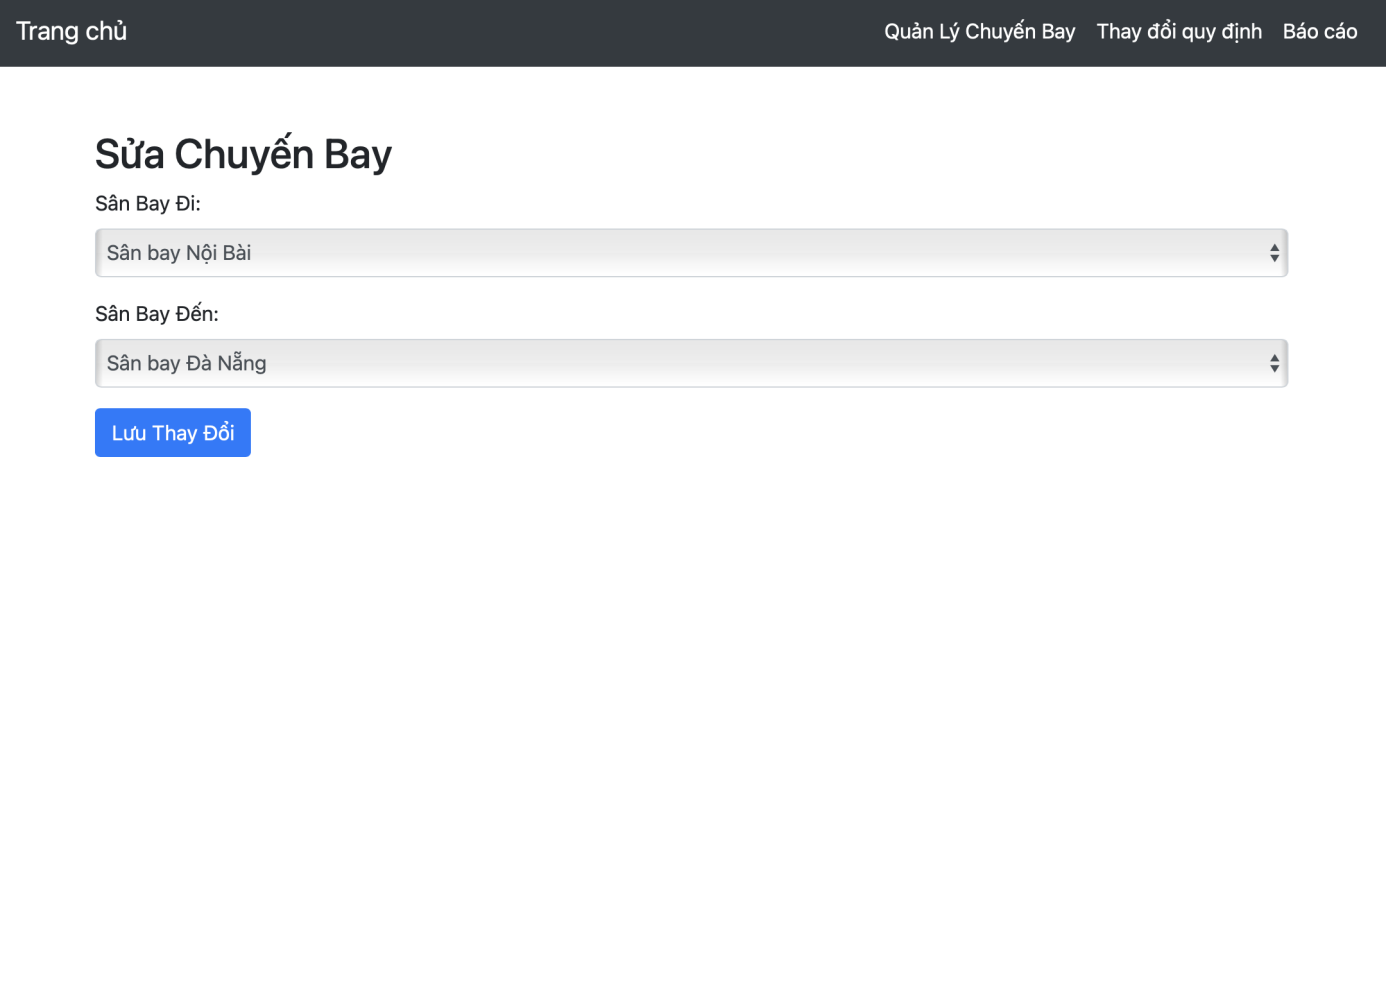 Trang chủ Quản Lý Chuyến Bay Thay đổi quy định Báo cáo
Sửa Chuyến Bay
Sân Bay Đi:
Sân bay Nội Bài
Sân Bay Đến:
Sân bay Đà Nẵng
Lưu Thay Đổi